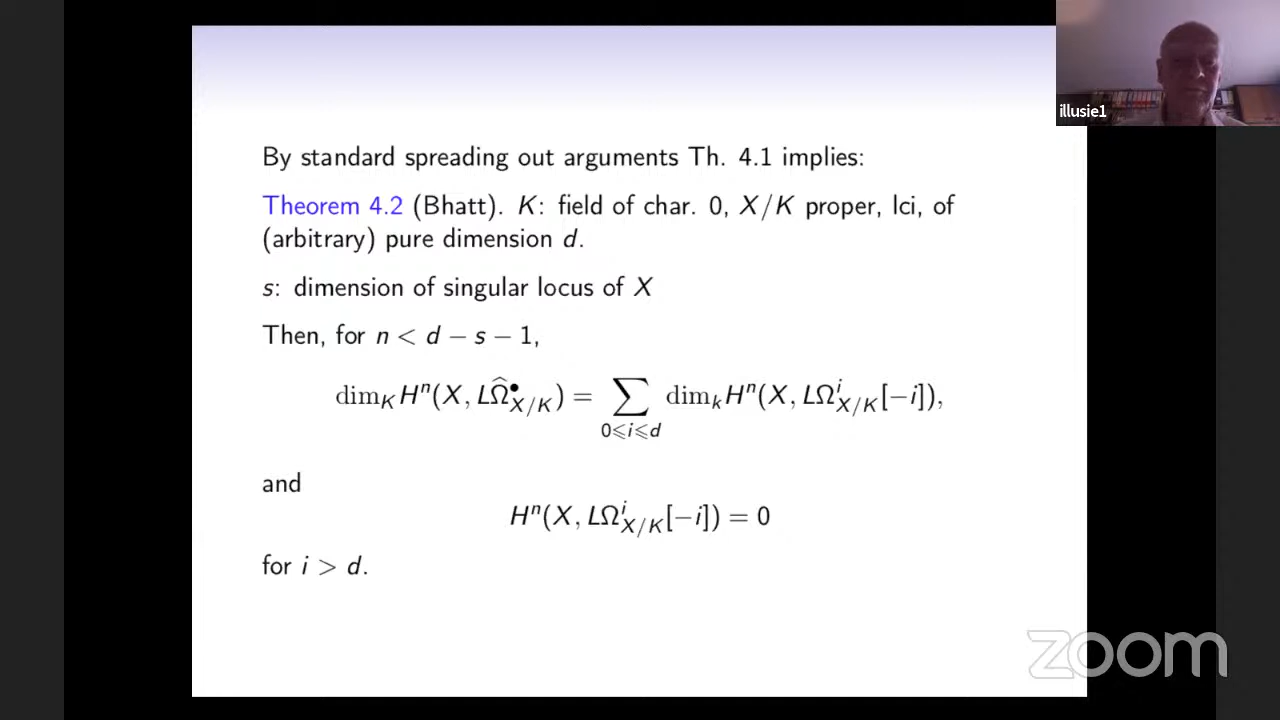 illusie1
By standard spreading out arguments Th. 4.1 implies:
Theorem 4.2 (Bhatt). K: field of char. 0, X/K proper, lci, of
(arbitrary) pure dimension d.
s: dimension of singular locus of X
Then, for n < d − s − 1,
dim_K H^n(X, L\widehat{Ω}^•_{X/K}) = ∑_{0⩽i⩽d} dim_k H^n(X, LΩ^i_{X/K}[−i]),
and
H^n(X, LΩ^i_{X/K}[−i]) = 0
for i > d.
zoom